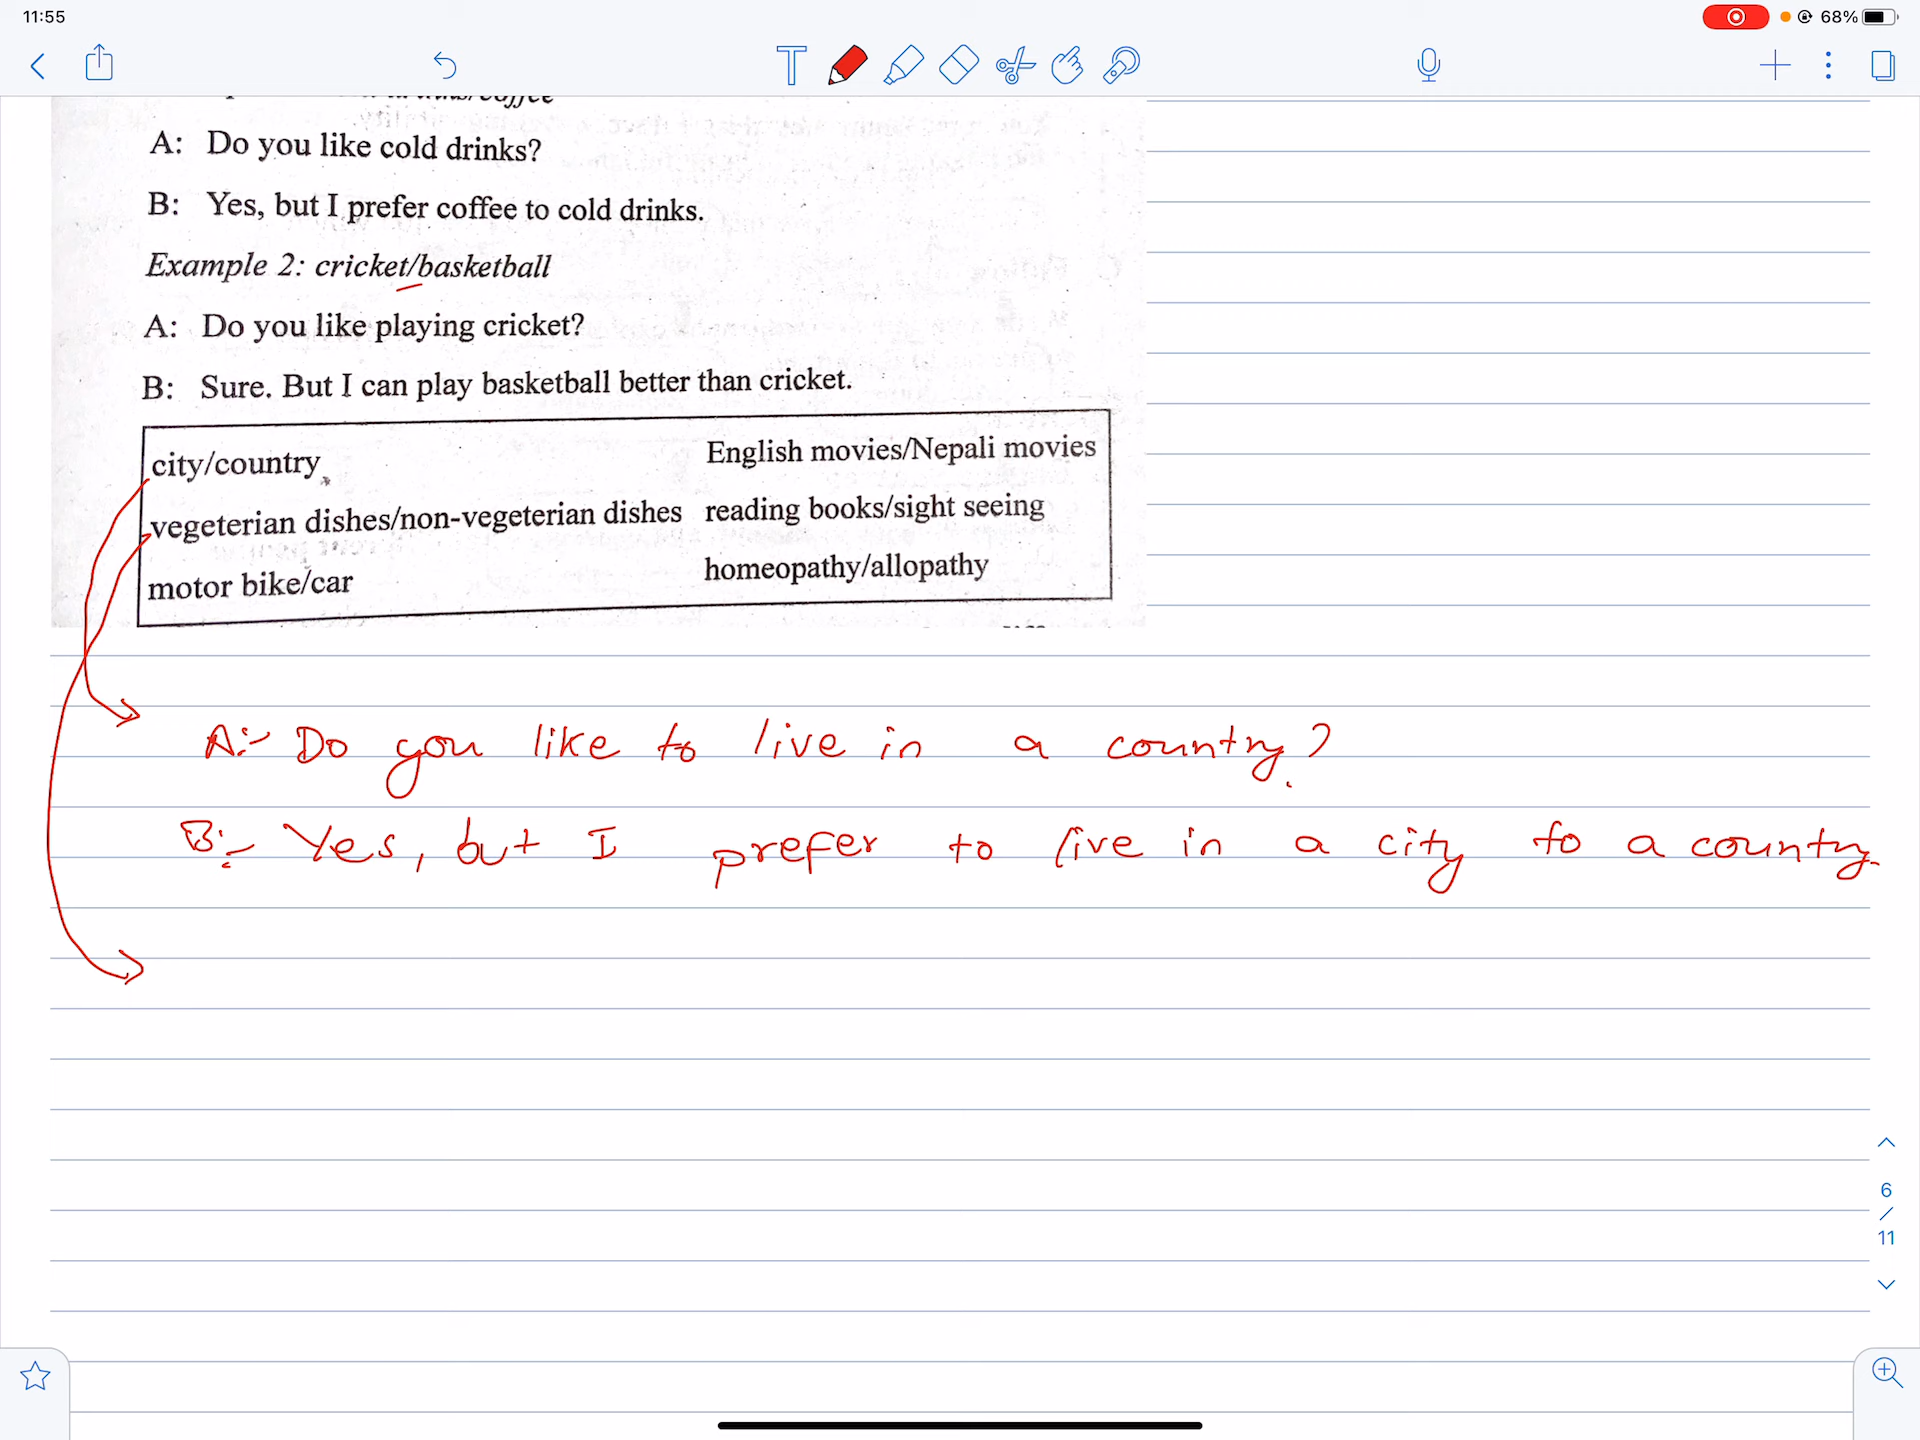 11:55
68%
A: Do you like cold drinks?
B: Yes, but I prefer coffee to cold drinks.
Example 2: cricket/basketball
A: Do you like playing cricket?
B: Sure. But I can play basketball better than cricket.
city/country English movies/Nepali movies
vegeterian dishes/non-vegeterian dishes reading books/sight seeing
motor bike/car homeopathy/allopathy
A:- Do you like to live in a country?
B:- Yes, but I prefer to live in a city to a country.
6
/
11